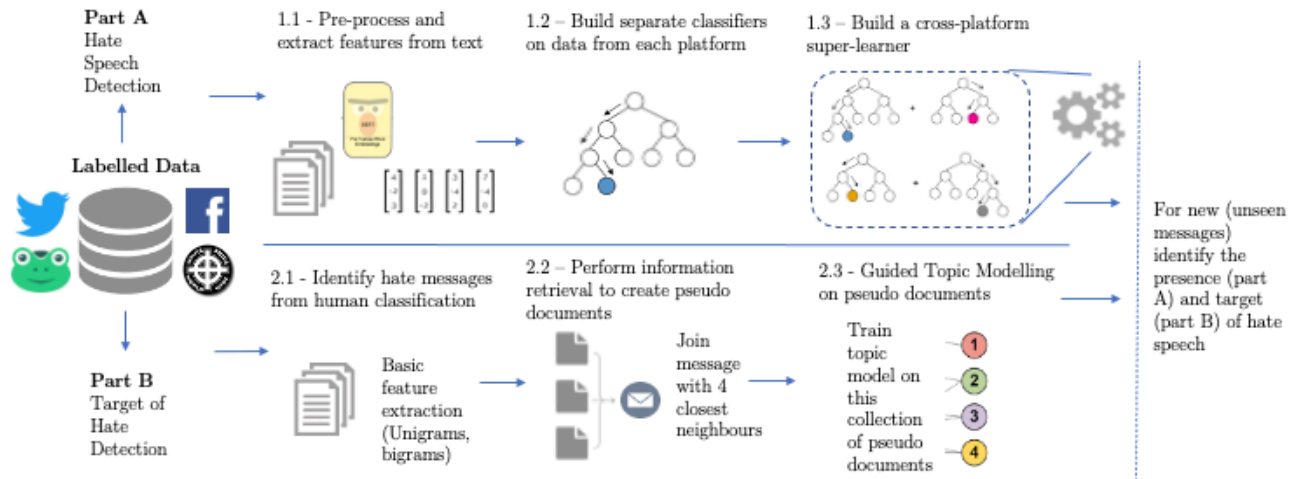 Part A
Hate
Speech
Detection
1.1 - Pre-process and
extract features from text
1.2 – Build separate classifiers
on data from each platform
1.3 – Build a cross-platform
super-learner
+
+
Labelled Data
2.1 - Identify hate messages
from human classification
2.2 – Perform information
retrieval to create pseudo
documents
2.3 - Guided Topic Modelling
on pseudo documents
Part B
Target of
Hate
Detection
Basic
feature
extraction
(Unigrams,
bigrams)
Join
message
with 4
closest
neighbours
Train
topic
model on
this
collection
of pseudo
documents
1
2
3
4
For new (unseen
messages)
identify the
presence (part
A) and target
(part B) of hate
speech